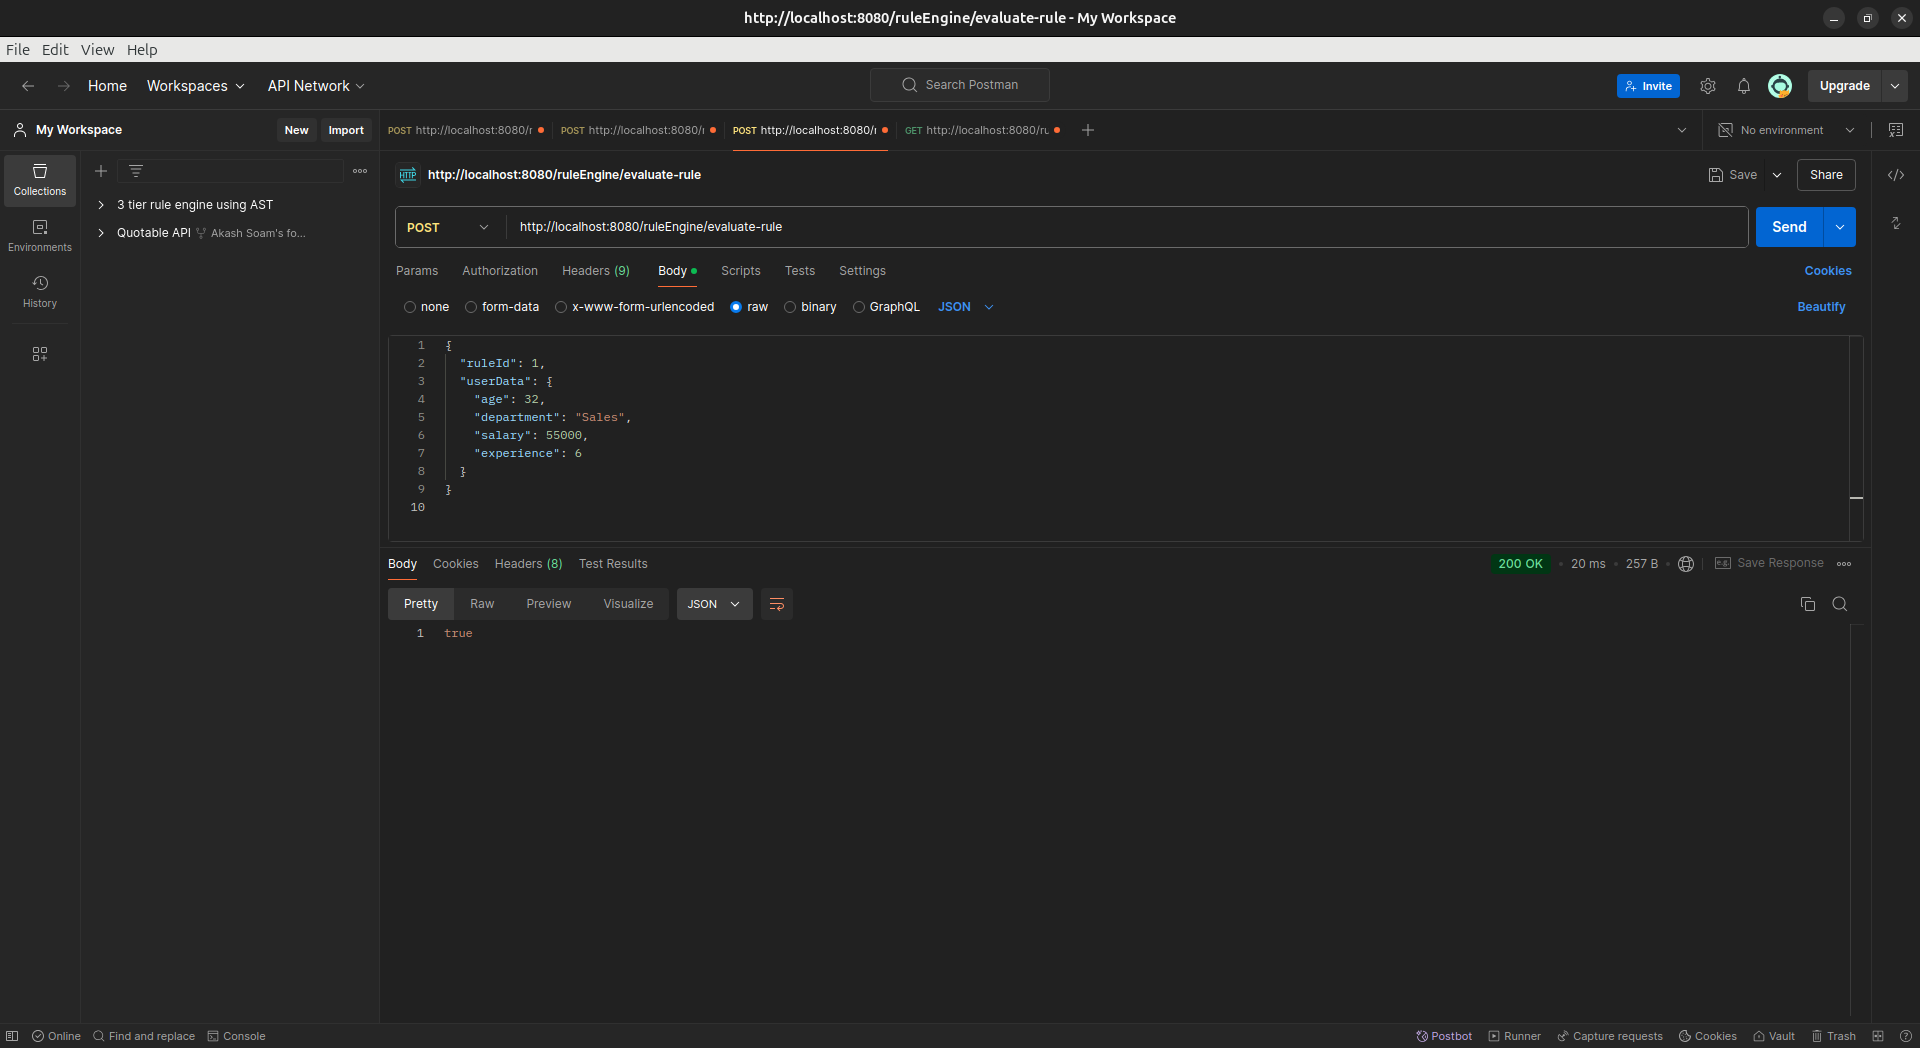 http://localhost:8080/ruleEngine/evaluate-rule - My Workspace
File Edit View Help
Home Workspaces API Network Search Postman Invite Upgrade
My Workspace New Import POST http://localhost:8080/r POST http://localhost:8080/r POST http://localhost:8080/r GET http://localhost:8080/ru No environment
Collections
Environments
History
3 tier rule engine using AST
Quotable API Akash Soam's fo...
HTTP http://localhost:8080/ruleEngine/evaluate-rule Save Share
POST http://localhost:8080/ruleEngine/evaluate-rule Send
Params Authorization Headers (9) Body Scripts Tests Settings Cookies
none form-data x-www-form-urlencoded raw binary GraphQL JSON Beautify
1 {
2 "ruleId": 1,
3 "userData": {
4 "age": 32,
5 "department": "Sales",
6 "salary": 55000,
7 "experience": 6
8 }
9 }
10
Body Cookies Headers (8) Test Results 200 OK 20 ms 257 B e.g. Save Response
Pretty Raw Preview Visualize JSON
1 true
Online Find and replace Console Postbot Runner Capture requests Cookies Vault Trash